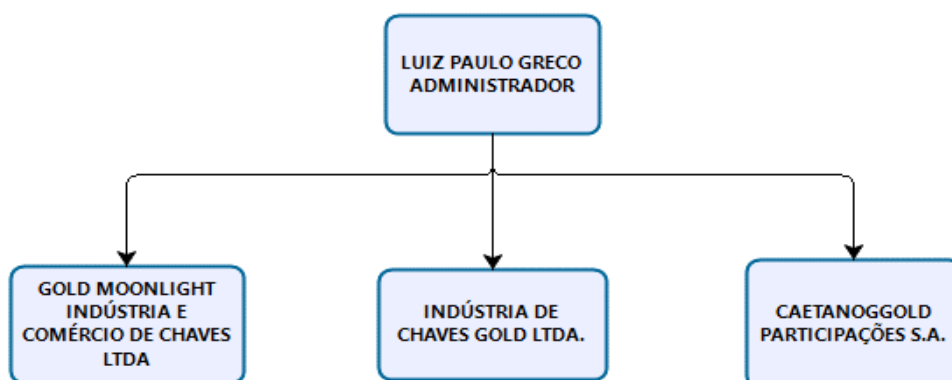 LUIZ PAULO GRECO
ADMINISTRADOR
GOLD MOONLIGHT
INDÚSTRIA E
COMÉRCIO DE CHAVES
LTDA
INDÚSTRIA DE
CHAVES GOLD LTDA.
CAETANOGGOLD
PARTICIPAÇÕES S.A.